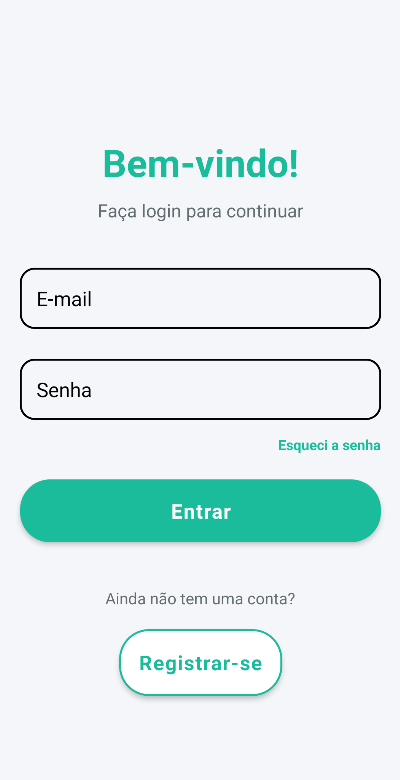 Bem-vindo!
Faça login para continuar
E-mail
Senha
Esqueci a senha
Entrar
Ainda não tem uma conta?
Registrar-se